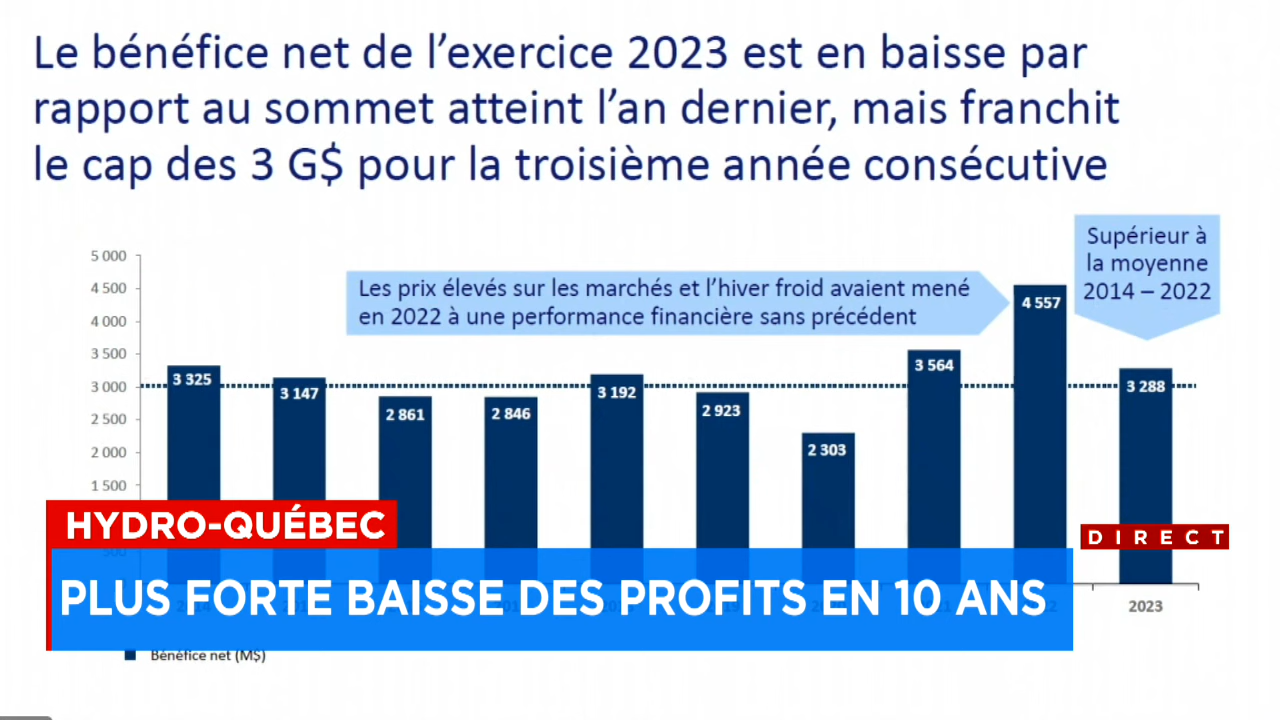 Le bénéfice net de l’exercice 2023 est en baisse par
rapport au sommet atteint l’an dernier, mais franchit
le cap des 3 G$ pour la troisième année consécutive
Supérieur à
la moyenne
2014 – 2022
Les prix élevés sur les marchés et l’hiver froid avaient mené
en 2022 à une performance financière sans précédent
5 000
4 500
4 000
3 500
3 000
2 500
2 000
1 500
3 325
3 147
2 861
2 846
3 192
2 923
2 303
3 564
4 557
3 288
HYDRO-QUÉBEC
DIRECT
PLUS FORTE BAISSE DES PROFITS EN 10 ANS
2023
Bénéfice net (M$)